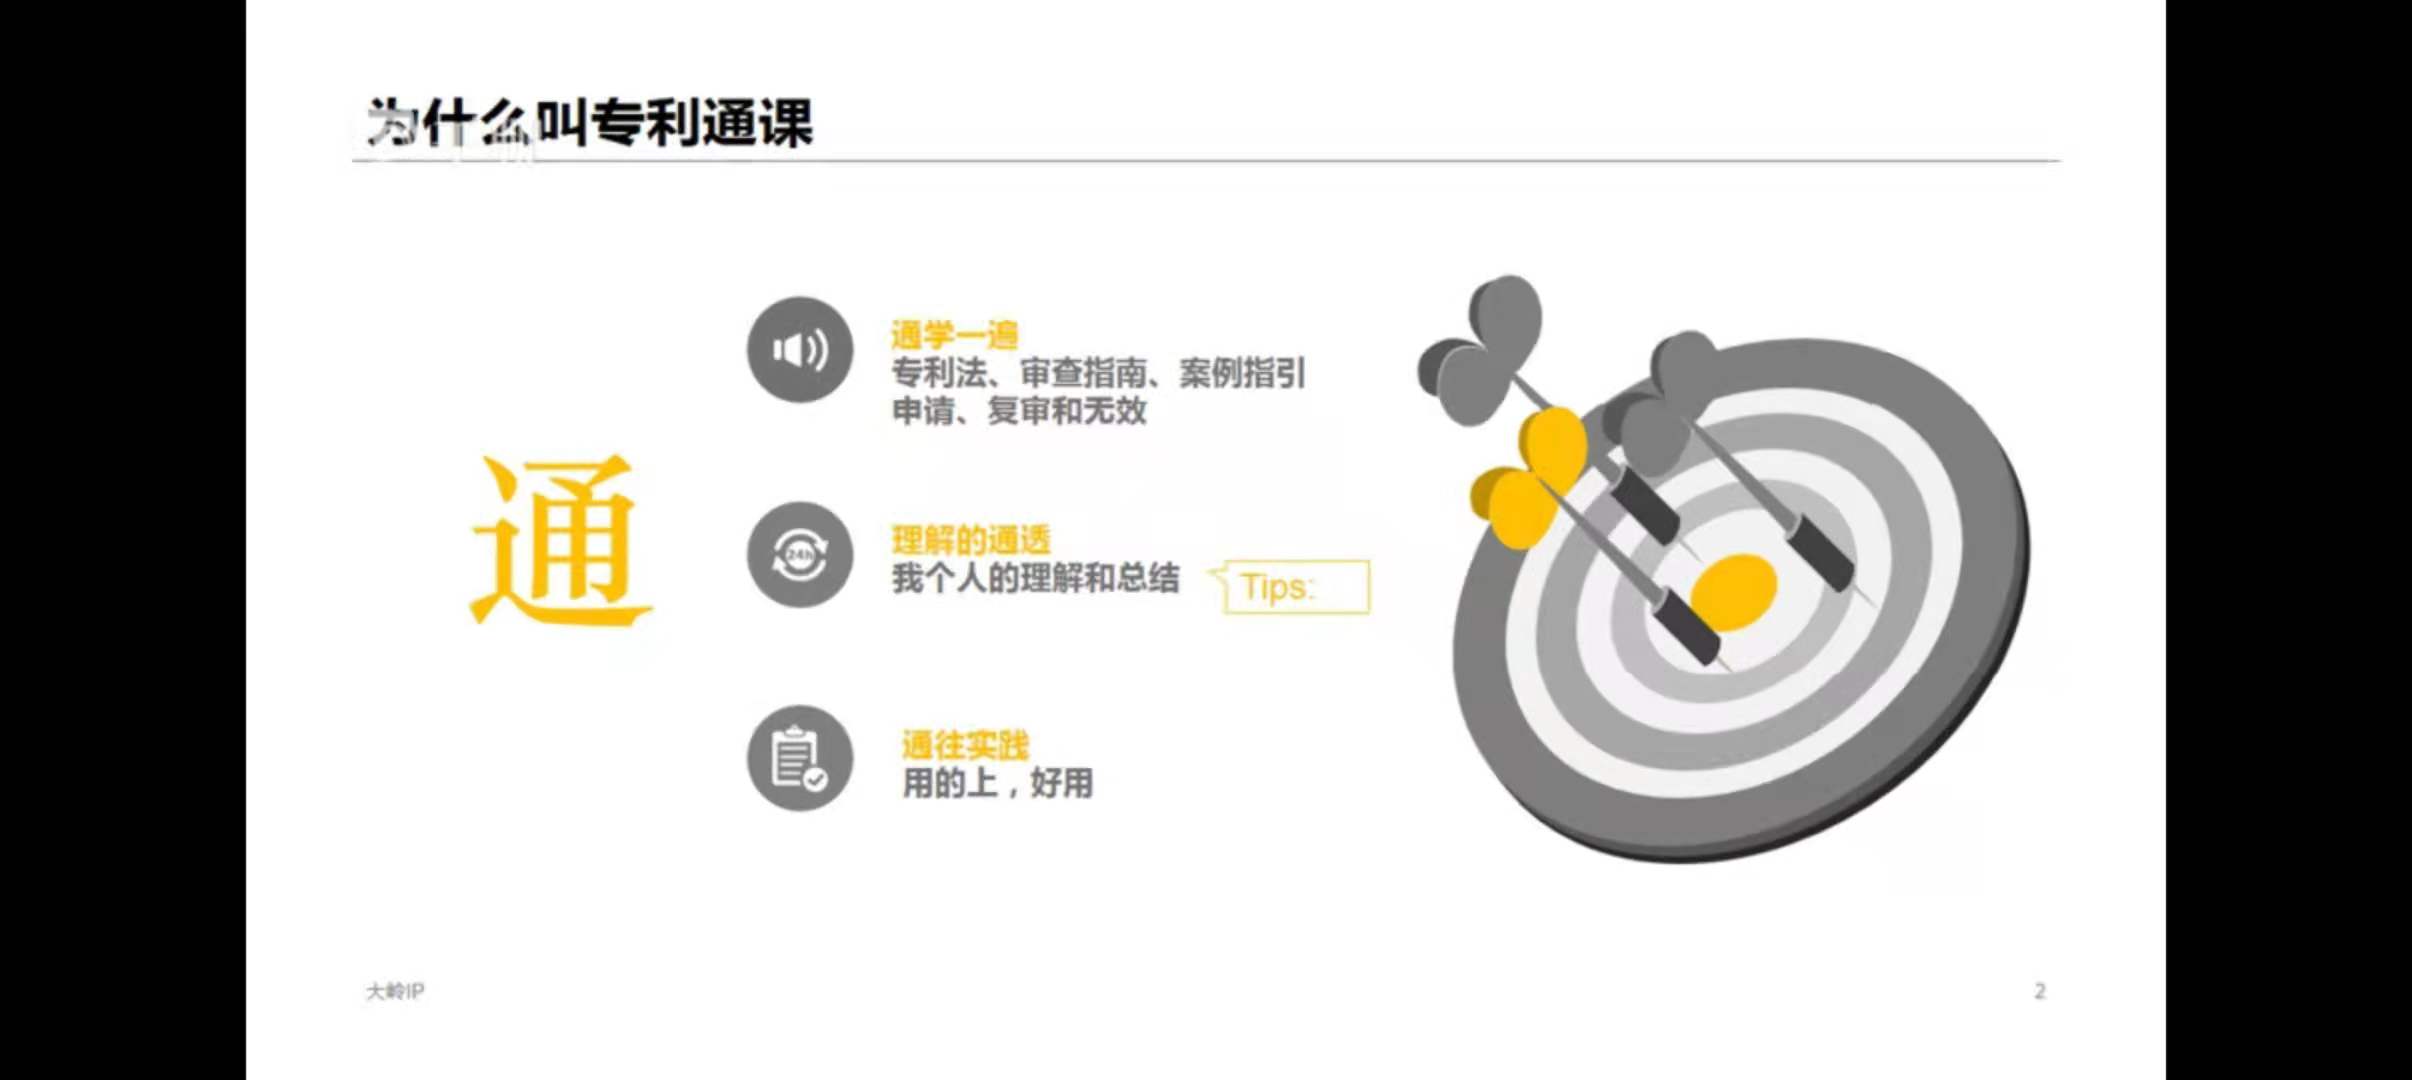 为什么叫专利通课
通
通学一遍
专利法、审查指南、案例指引
申请、复审和无效
24h
理解的通透
我个人的理解和总结
Tips:
通往实践
用的上，好用
大岭IP
2